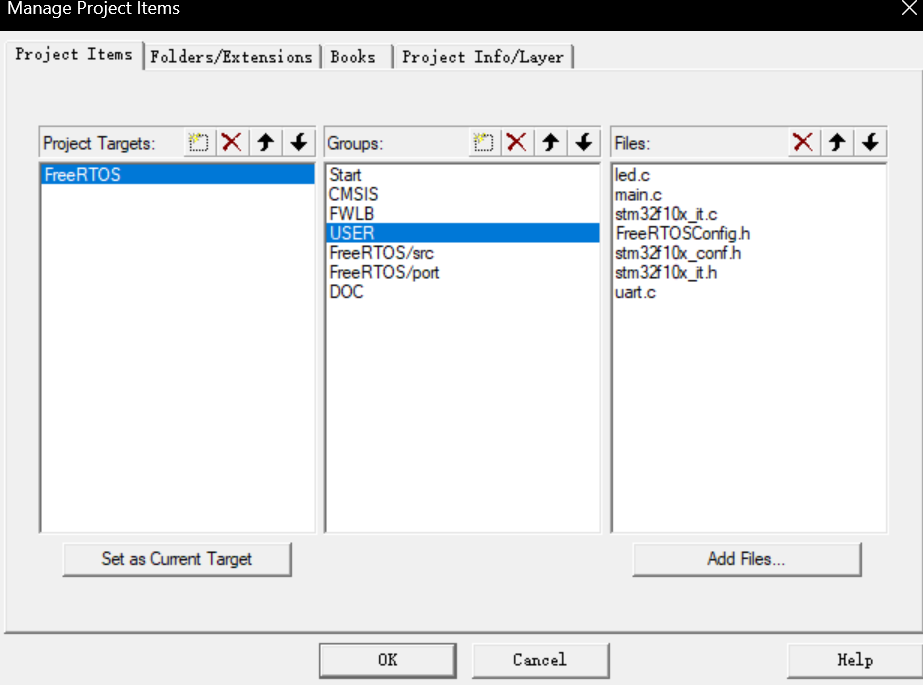 Manage Project Items
Project Items Folders/Extensions Books Project Info/Layer
Project Targets:
FreeRTOS
Set as Current Target
Groups:
Start
CMSIS
FWLB
USER
FreeRTOS/src
FreeRTOS/port
DOC
Files:
led.c
main.c
stm32f10x_it.c
FreeRTOSConfig.h
stm32f10x_conf.h
stm32f10x_it.h
uart.c
Add Files...
OK Cancel Help